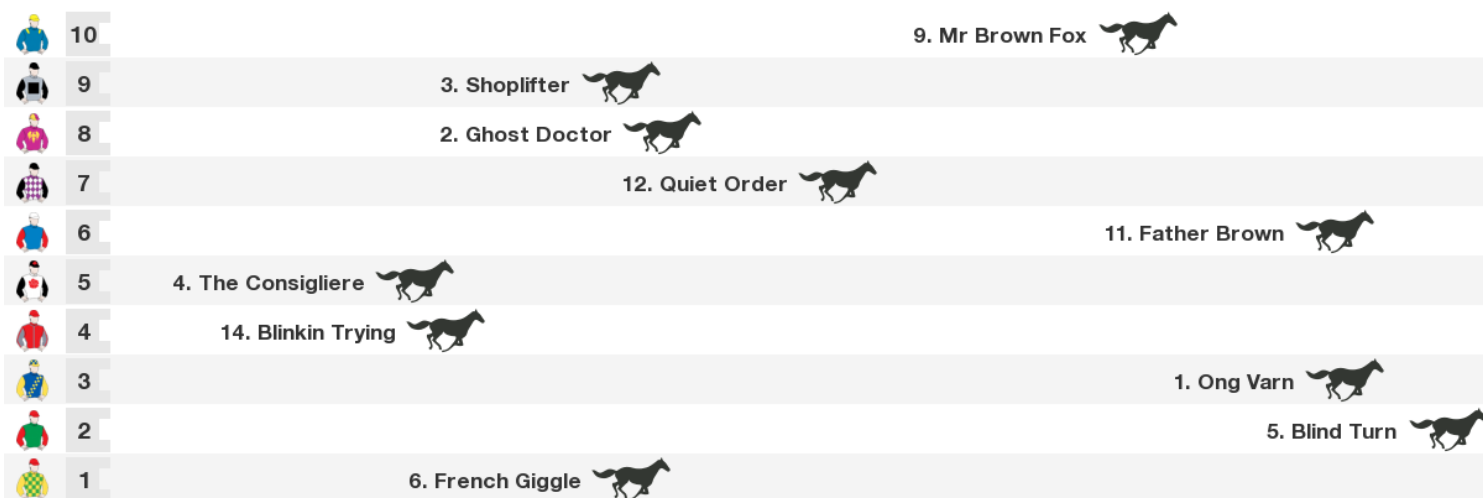 10 9. Mr Brown Fox
9 3. Shoplifter
8 2. Ghost Doctor
7 12. Quiet Order
6 11. Father Brown
5 4. The Consigliere
4 14. Blinkin Trying
3 1. Ong Varn
2 5. Blind Turn
1 6. French Giggle